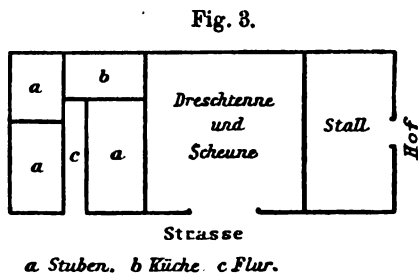 Fig. 3.
a
b
Dreschtenne
und
Scheune
Stall
Hof
a
c
a
Strasse
a Stuben. b Küche c Flur.